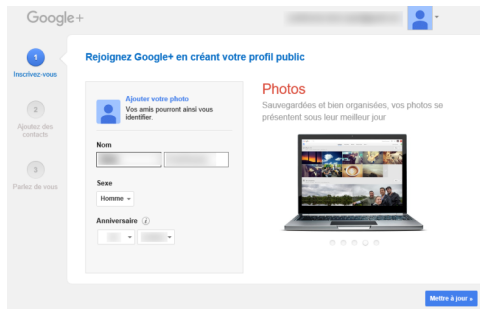 Google+
1
Inscrivez-vous
2
Ajoutez des
contacts
3
Parlez de vous
Rejoignez Google+ en créant votre profil public
Ajouter votre photo
Vos amis pourront ainsi vous
identifier.
Nom
Sexe
Homme
Anniversaire
Photos
Sauvegardées et bien organisées, vos photos se
présentent sous leur meilleur jour
Mettre à jour »